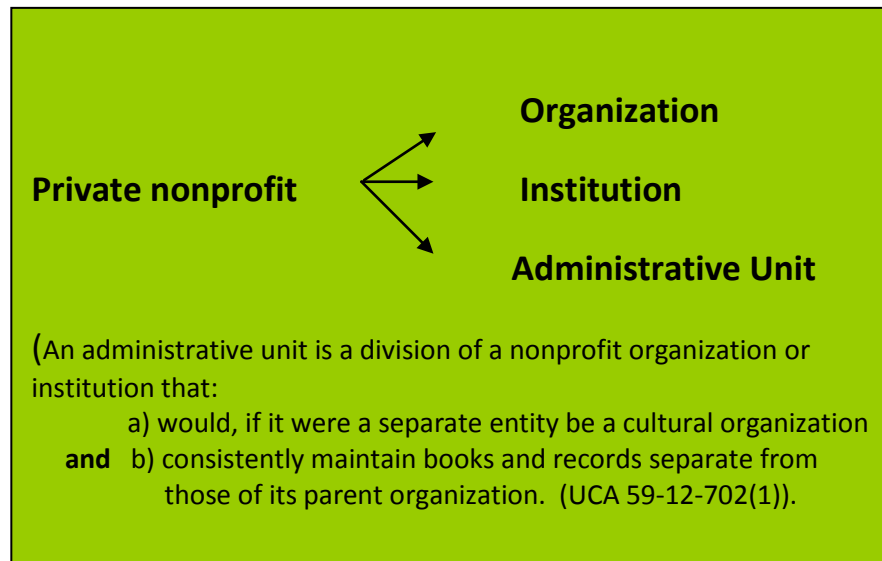 Organization
Private nonprofit Institution
Administrative Unit
(An administrative unit is a division of a nonprofit organization or
institution that:
a) would, if it were a separate entity be a cultural organization
and b) consistently maintain books and records separate from
those of its parent organization. (UCA 59-12-702(1)).